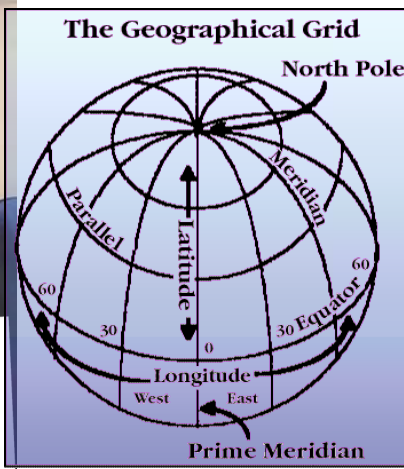 The Geographical Grid
North Pole
Meridian
Parallel
Latitude
60
60
Equator
30
30
0
Longitude
West
East
Prime Meridian